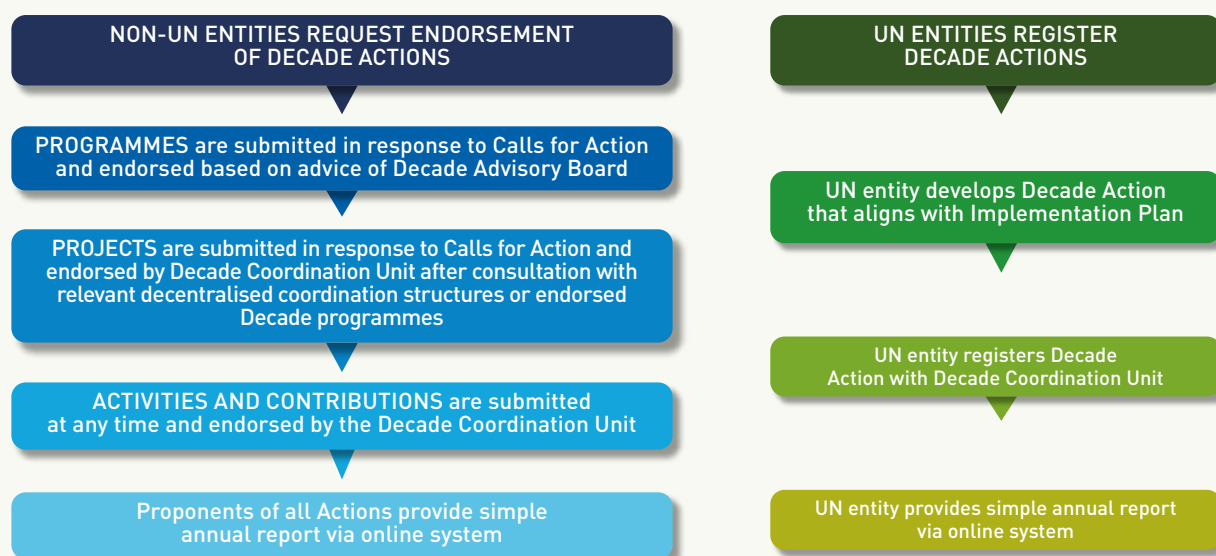 NON-UN ENTITIES REQUEST ENDORSEMENT
OF DECADE ACTIONS
PROGRAMMES are submitted in response to Calls for Action
and endorsed based on advice of Decade Advisory Board
PROJECTS are submitted in response to Calls for Action and
endorsed by Decade Coordination Unit after consultation with
relevant decentralised coordination structures or endorsed
Decade programmes
ACTIVITIES AND CONTRIBUTIONS are submitted
at any time and endorsed by the Decade Coordination Unit
Proponents of all Actions provide simple
annual report via online system
UN ENTITIES REGISTER
DECADE ACTIONS
UN entity develops Decade Action
that aligns with Implementation Plan
UN entity registers Decade
Action with Decade Coordination Unit
UN entity provides simple annual report
via online system